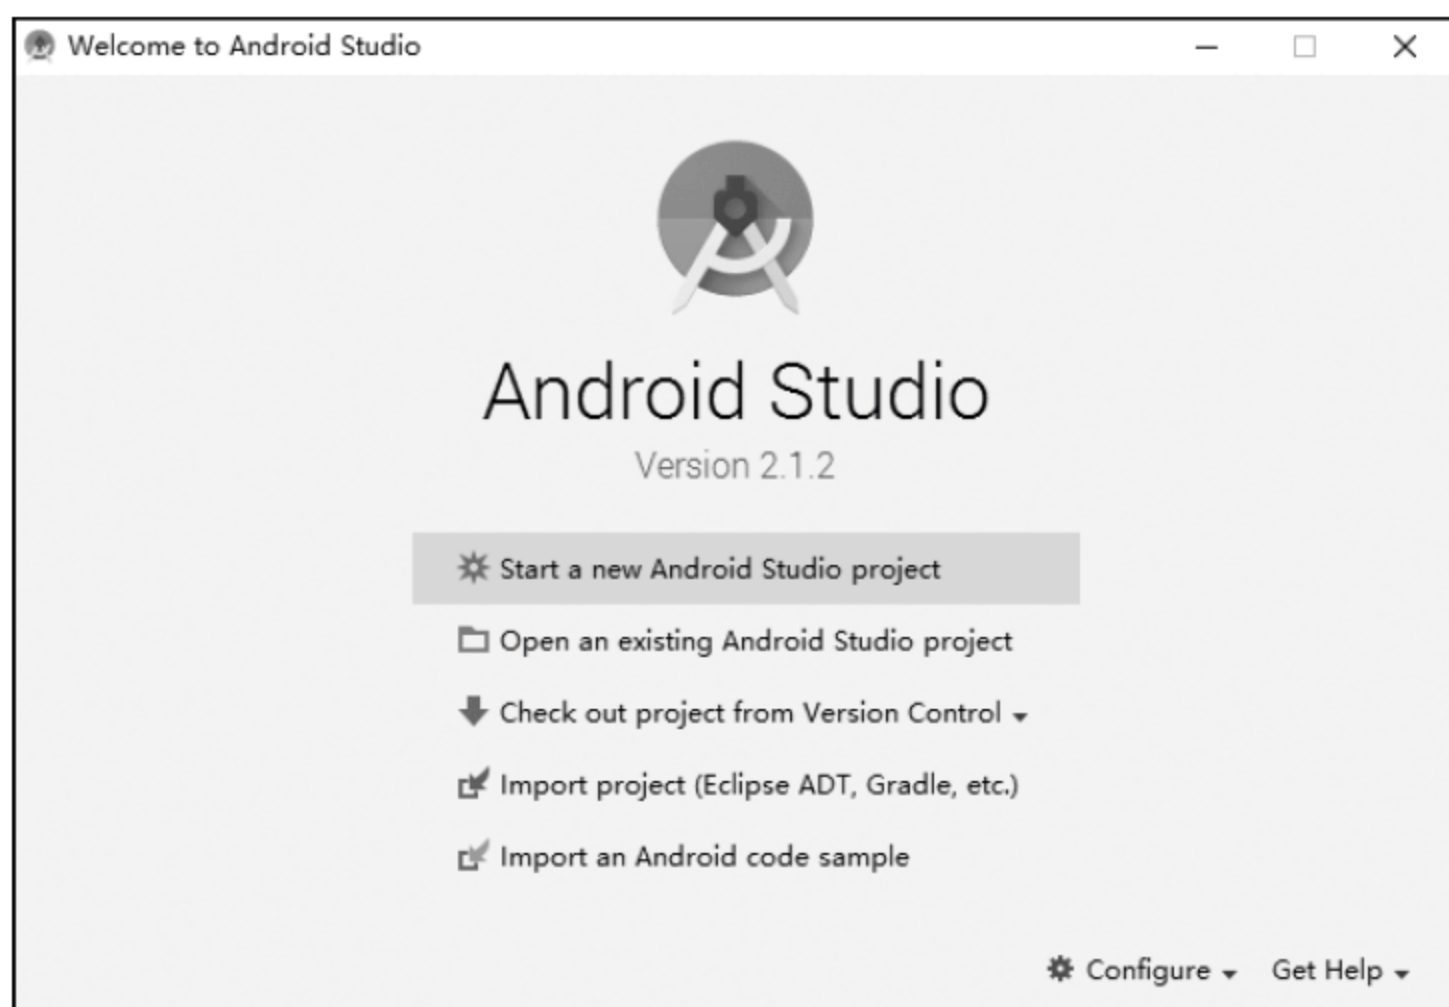 Welcome to Android Studio
Android Studio
Version 2.1.2
Start a new Android Studio project
Open an existing Android Studio project
Check out project from Version Control
Import project (Eclipse ADT, Gradle, etc.)
Import an Android code sample
Configure Get Help